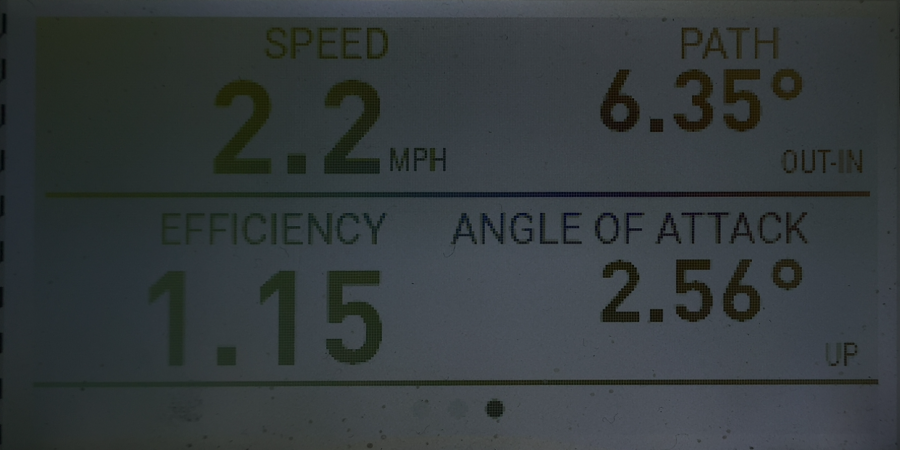 SPEED
2.2 MPH
PATH
6.35°
OUT-IN
EFFICIENCY
1.15
ANGLE OF ATTACK
2.56°
UP